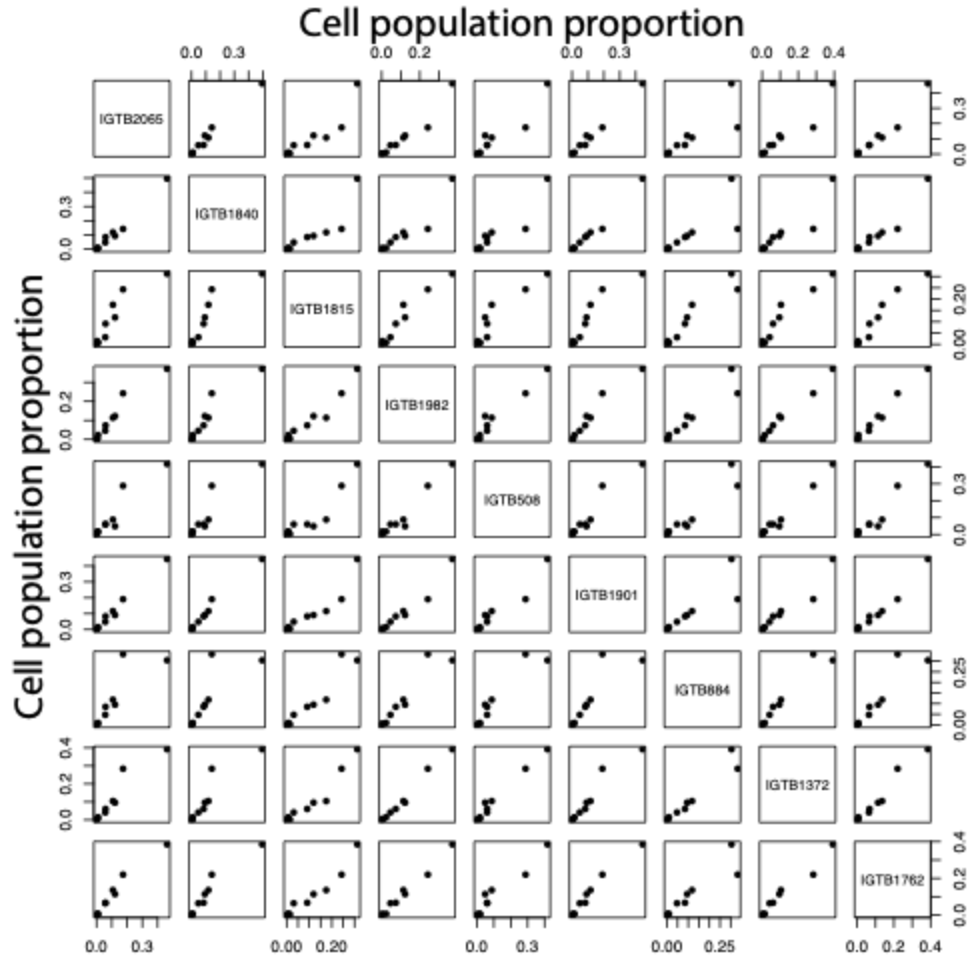 Cell population proportion
0.0 0.3 0.0 0.2 0.0 0.3 0.0 0.2 0.4
IGTB2065 0.0 0.3
0.0 0.3 IGTB1840
IGTB1815 0.00 0.20
0.0 0.2 IGTB1982
IGTB508 0.0 0.3
0.0 0.3 IGTB1901
IGTB884 0.00 0.25
0.0 0.2 0.4 IGTB1372
IGTB1762 0.0 0.2 0.4
Cell population proportion
0.0 0.3 0.00 0.20 0.0 0.3 0.00 0.25 0.0 0.2 0.4